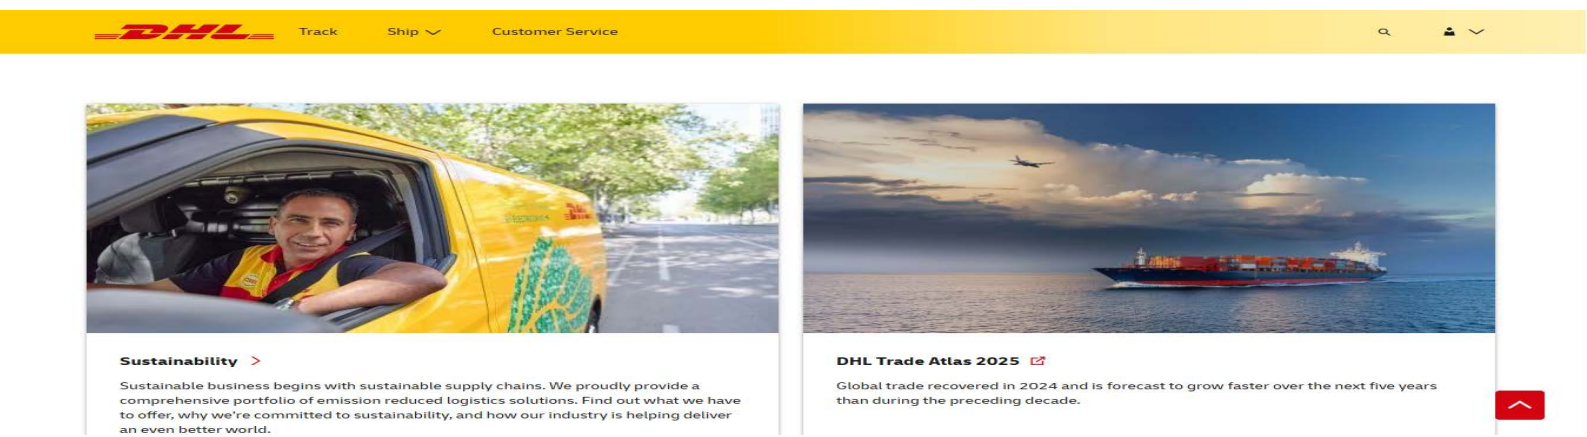 DHL Track Ship Customer Service
Sustainability
Sustainable business begins with sustainable supply chains. We proudly provide a
comprehensive portfolio of emission reduced logistics solutions. Find out what we have
to offer, why we're committed to sustainability, and how our industry is helping deliver
an even better world.
DHL Trade Atlas 2025
Global trade recovered in 2024 and is forecast to grow faster over the next five years
than during the preceding decade.